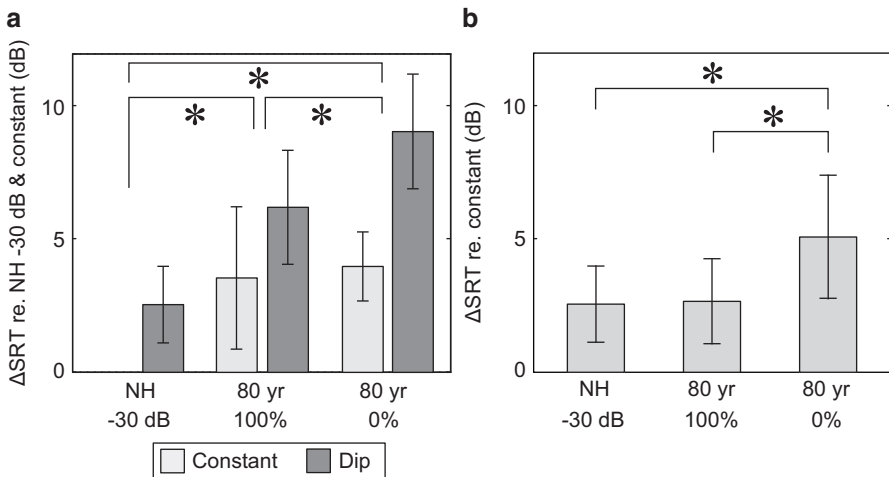 a
ΔSRT re. NH -30 dB & constant (dB)
10
5
0
*
*
*
NH
-30 dB
80 yr
100%
80 yr
0%
Constant
Dip
b
ΔSRT re. constant (dB)
10
5
0
*
*
NH
-30 dB
80 yr
100%
80 yr
0%